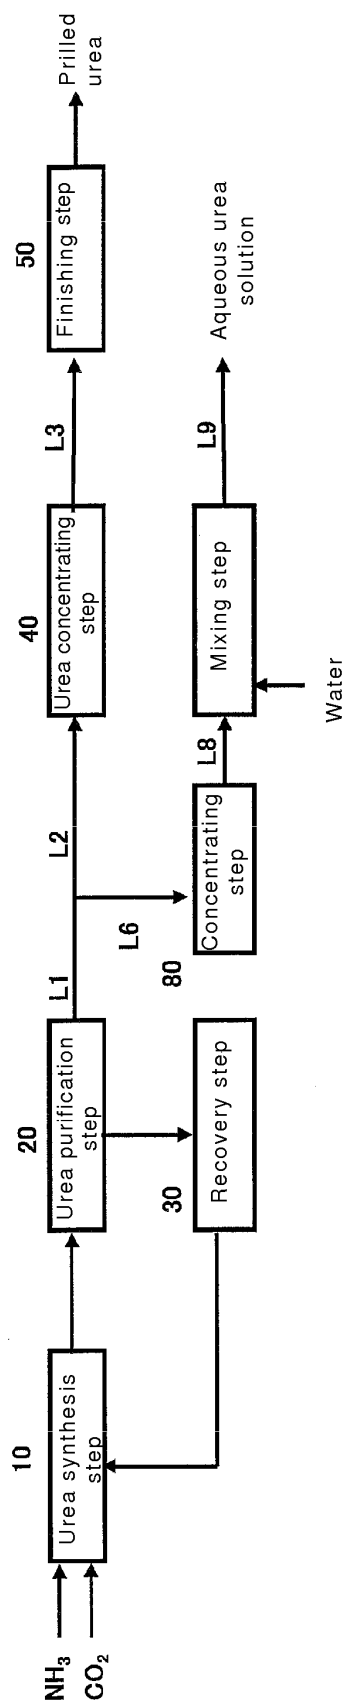 NH3
CO2
10
Urea synthesis
step
20
Urea purification
step
30
Recovery step
L1
L2
L6
40
Urea concentrating
step
80
Concentrating
step
L8
Mixing step
Water
L3
50
Finishing step
Prilled
urea
L9
Aqueous urea
solution